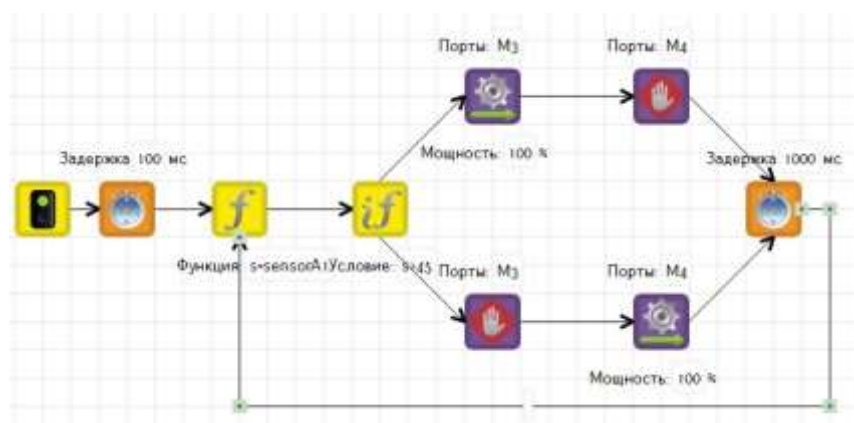 Порты: М3
Порты: М4
Мощность: 100 %
Задержка 100 мс
Задержка 1000 мс
f
if
Функция: s=sensorA1
Условие:
Порты: М3
Порты: М4
Мощность: 100 %